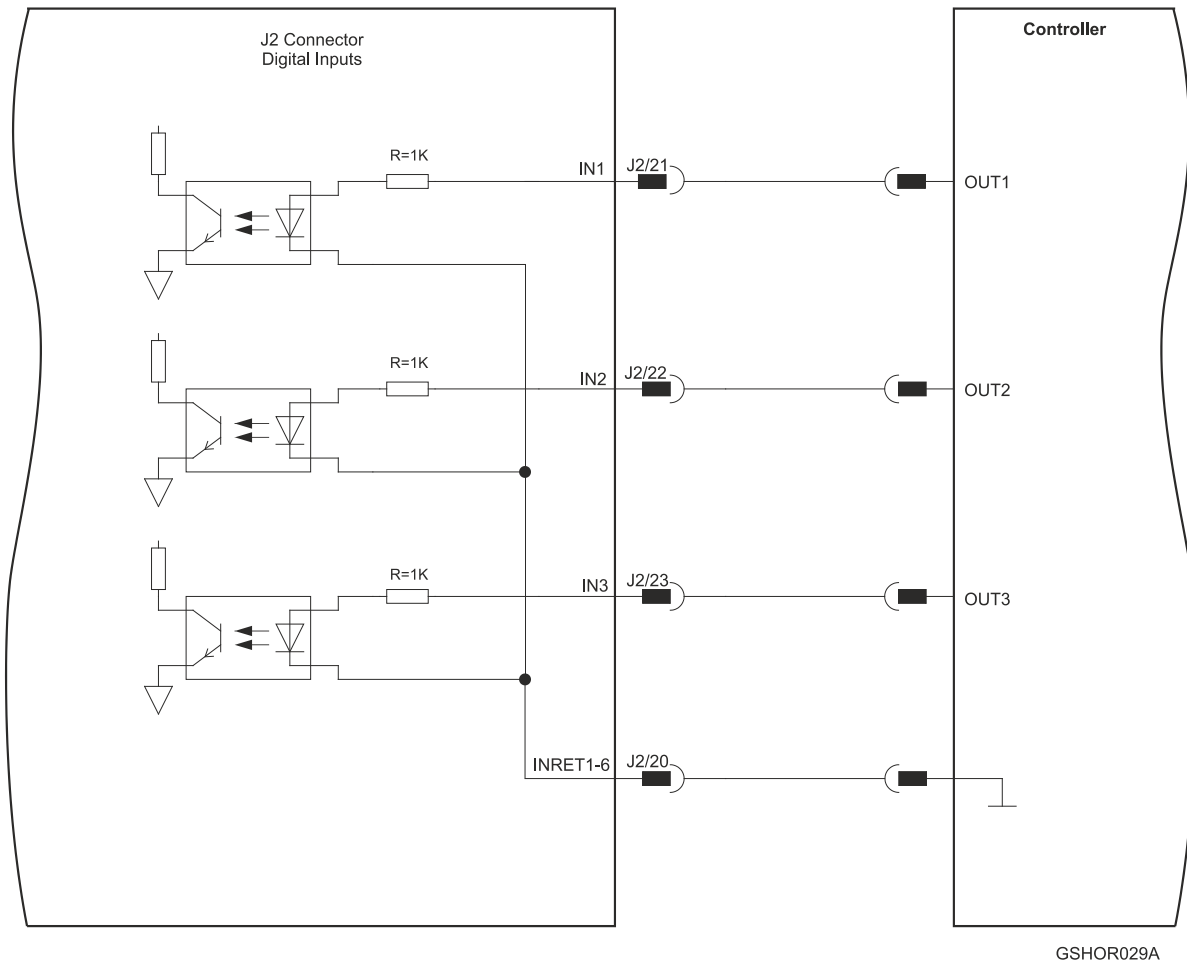 J2 Connector
Digital Inputs
Controller
R=1K
IN1
J2/21
OUT1
R=1K
IN2
J2/22
OUT2
R=1K
IN3
J2/23
OUT3
INRET1-6
J2/20
GSHOR029A